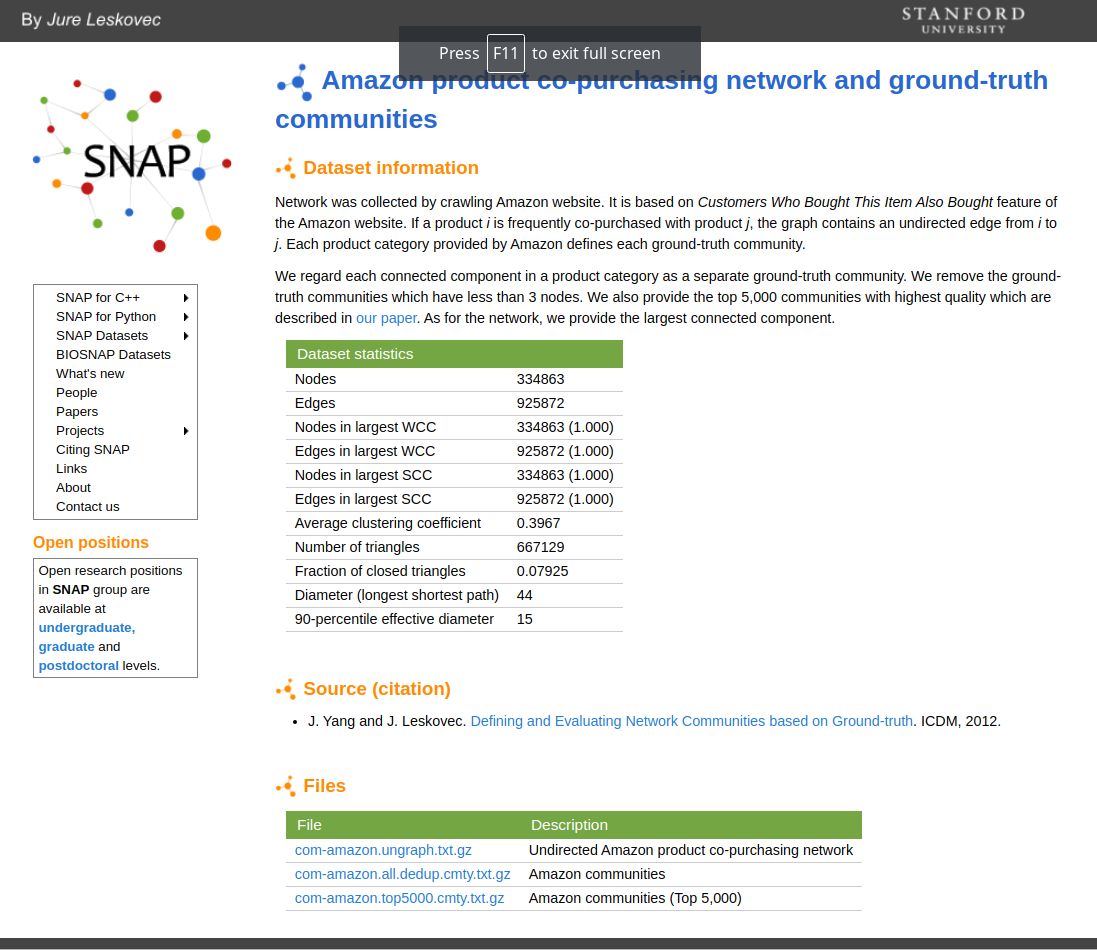 By Jure Leskovec
STANFORD
UNIVERSITY
Press F11 to exit full screen
SNAP
Amazon product co-purchasing network and ground-truth
communities
Dataset information
Network was collected by crawling Amazon website. It is based on Customers Who Bought This Item Also Bought feature of
the Amazon website. If a product i is frequently co-purchased with product j, the graph contains an undirected edge from i to
j. Each product category provided by Amazon defines each ground-truth community.
We regard each connected component in a product category as a separate ground-truth community. We remove the ground-
truth communities which have less than 3 nodes. We also provide the top 5,000 communities with highest quality which are
described in our paper. As for the network, we provide the largest connected component.
SNAP for C++
SNAP for Python
SNAP Datasets
BIOSNAP Datasets
What's new
People
Papers
Projects
Citing SNAP
Links
About
Contact us
Open positions
Open research positions
in SNAP group are
available at
undergraduate,
graduate and
postdoctoral levels.
Dataset statistics
Nodes 334863
Edges 925872
Nodes in largest WCC 334863 (1.000)
Edges in largest WCC 925872 (1.000)
Nodes in largest SCC 334863 (1.000)
Edges in largest SCC 925872 (1.000)
Average clustering coefficient 0.3967
Number of triangles 667129
Fraction of closed triangles 0.07925
Diameter (longest shortest path) 44
90-percentile effective diameter 15
Source (citation)
• J. Yang and J. Leskovec. Defining and Evaluating Network Communities based on Ground-truth. ICDM, 2012.
Files
File Description
com-amazon.ungraph.txt.gz Undirected Amazon product co-purchasing network
com-amazon.all.dedup.cmty.txt.gz Amazon communities
com-amazon.top5000.cmty.txt.gz Amazon communities (Top 5,000)